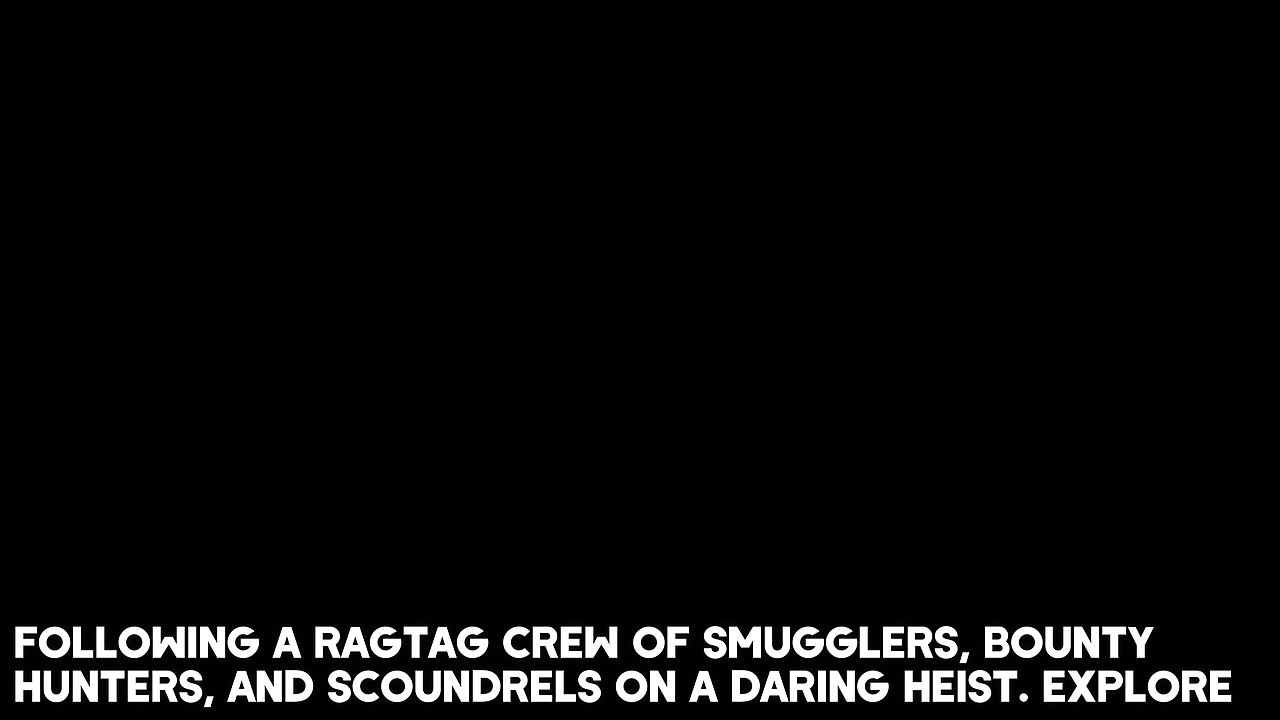 FOLLOWING A RAGTAG CREW OF SMUGGLERS, BOUNTY
HUNTERS, AND SCOUNDRELS ON A DARING HEIST. EXPLORE